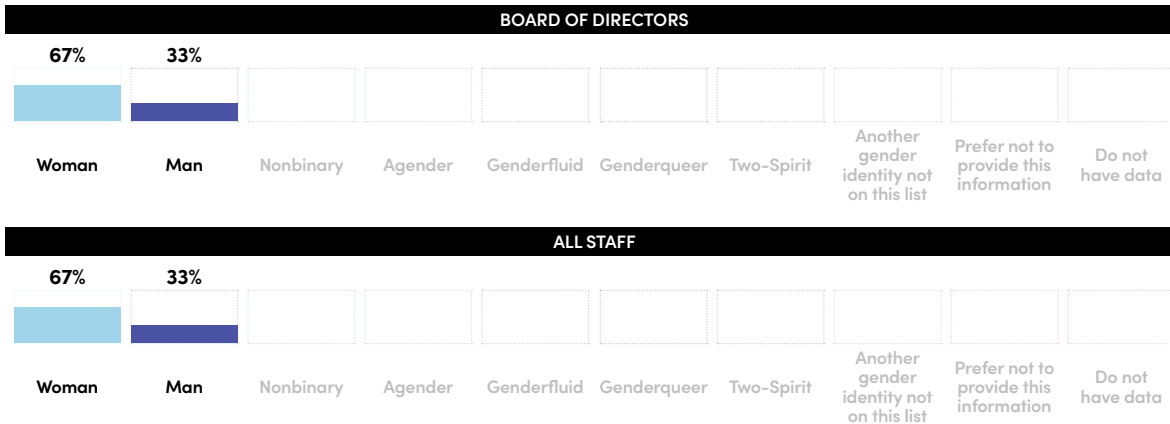 BOARD OF DIRECTORS
67% 33%
Woman Man Nonbinary Agender Genderfluid Genderqueer Two-Spirit Another gender identity not on this list Prefer not to provide this information Do not have data
ALL STAFF
67% 33%
Woman Man Nonbinary Agender Genderfluid Genderqueer Two-Spirit Another gender identity not on this list Prefer not to provide this information Do not have data